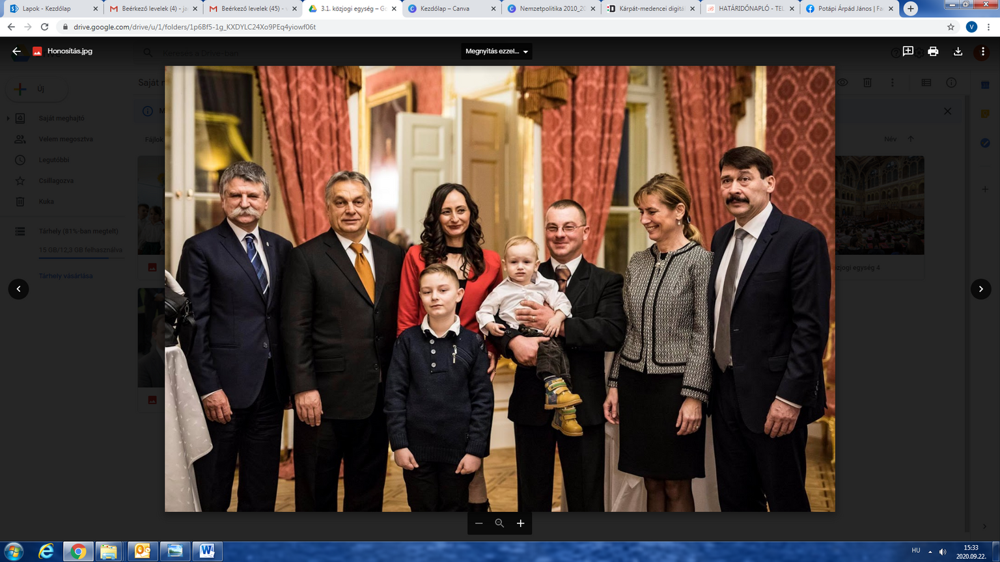 Lapok - Kezdőlap
Beérkező levelek (4) - ja
Beérkező levelek (45) - v
3.1. közjogi egység – Go
Kezdőlap – Canva
Nemzetpolitika 2010_20
Kárpát-medencei digitál
HATÁRIDŐNAPLÓ - TEL
Potápi Árpád János | Fa
drive.google.com/drive/u/1/folders/1p6Bf5-1g_KXDYLC24Xo9PEq4yiowf06t
V
Honosítás.jpg
Keresés a Drive-ban
Megnyitás ezzel...
Új
Saját m
Saját meghajtó
Velem megosztva
Fájlok
Név
Legutóbbi
Csillagozva
Kuka
Tárhely (81%-ban megtelt)
15 GB/12,3 GB felhasználva
Tárhely vásárlása
közjogi egység 4
HU
15:33
2020.09.22.